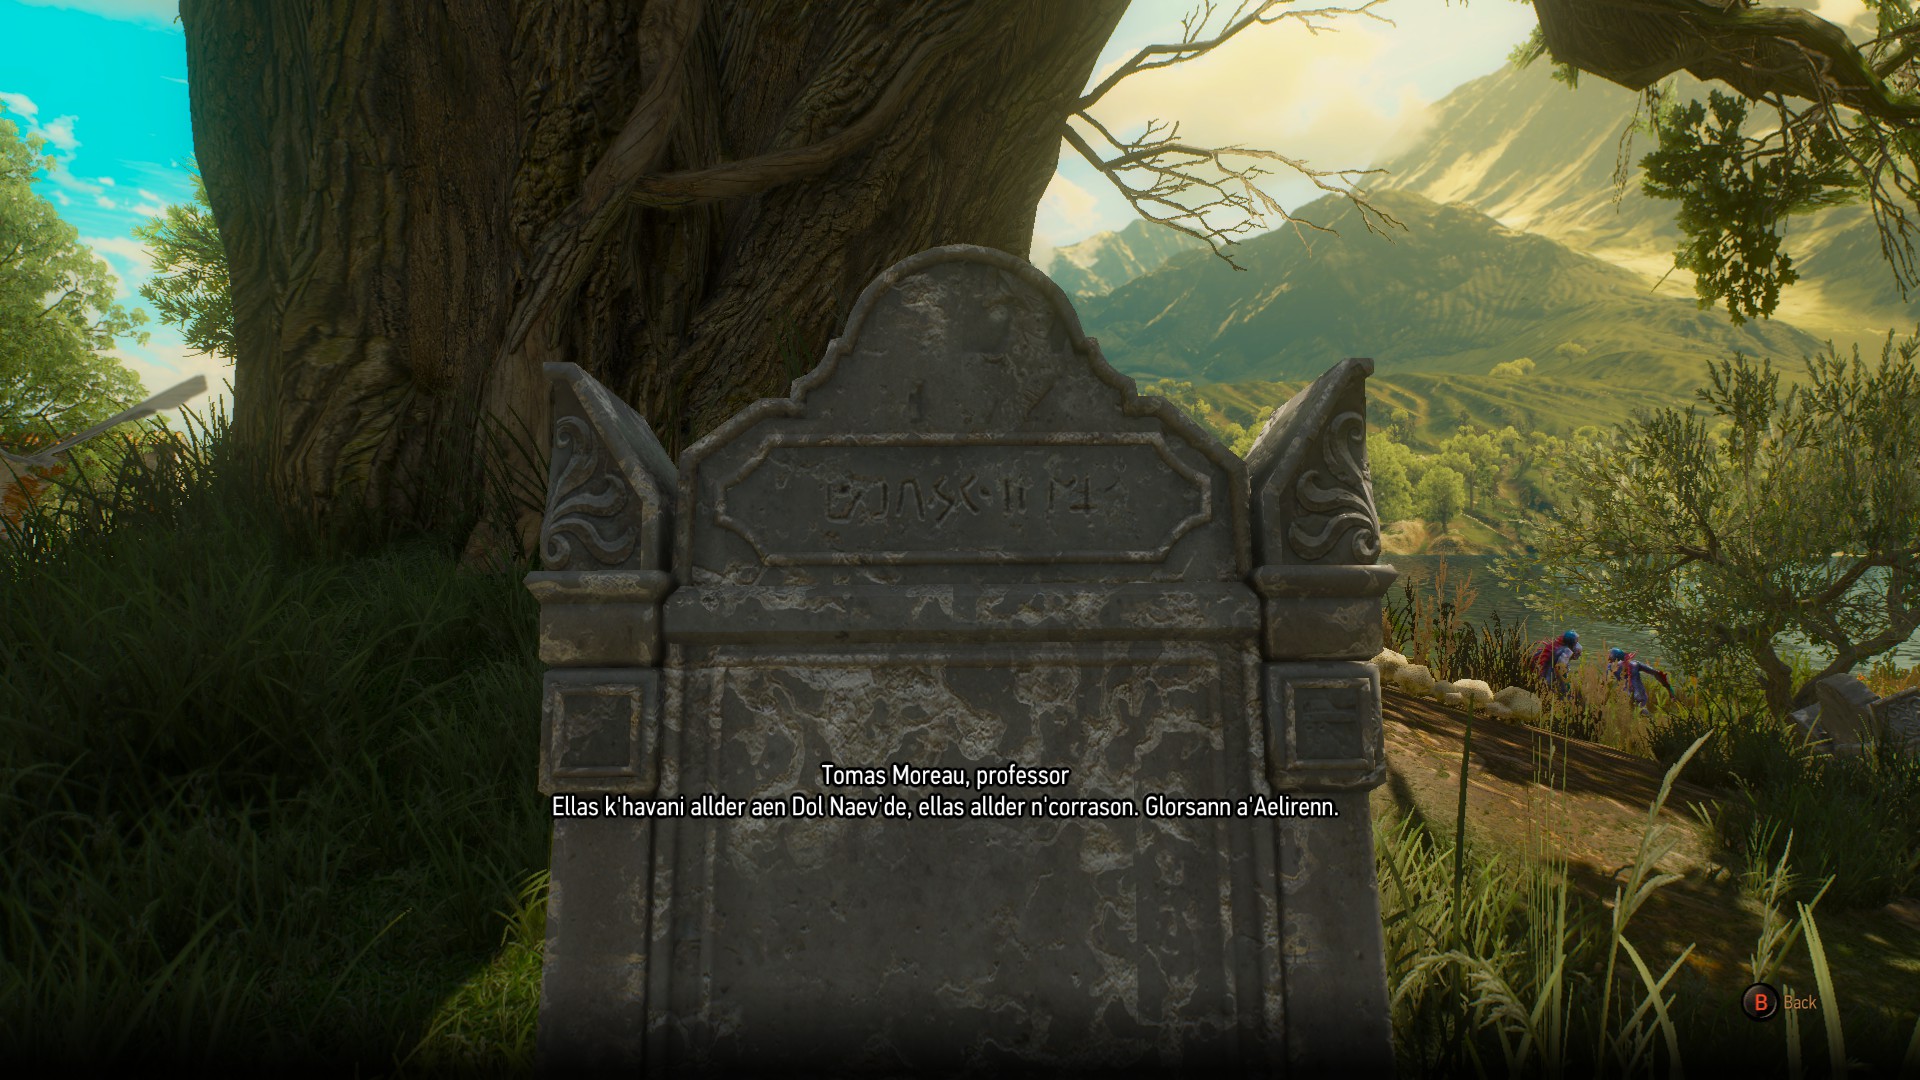 Tomas Moreau, professor
Ellas k'havani allder aen Dol Naev'de, ellas allder n'corrason. Glorsann a'Aelirenn.
B Back